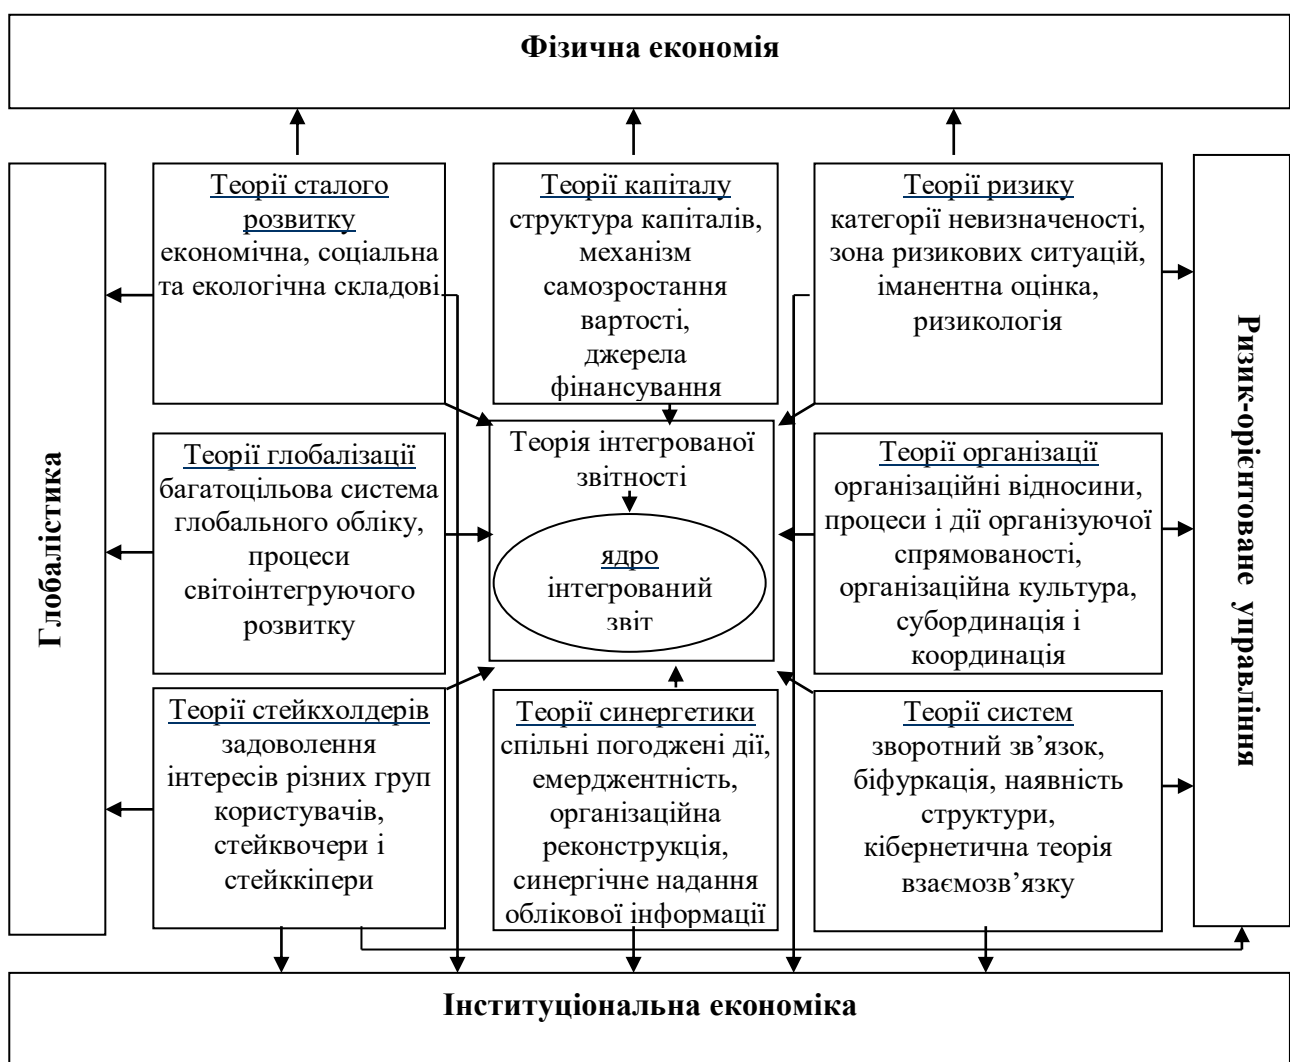 Фізична економія
Глобалістика
Теорії сталого
розвитку
економічна, соціальна
та екологічна складові
Теорії капіталу
структура капіталів,
механізм
самозростання
вартості,
джерела
фінансування
Теорії ризику
категорії невизначеності,
зона ризикових ситуацій,
іманентна оцінка,
ризикологія
Ризик-орієнтоване управління
Теорії глобалізації
багатоцільова система
глобального обліку,
процеси
світоінтегруючого
розвитку
Теорія інтегрованої
звітності
ядро
інтегрований
звіт
Теорії організації
організаційні відносини,
процеси і дії організуючої
спрямованості,
організаційна культура,
субординація і
координація
Теорії стейкхолдерів
задоволення
інтересів різних груп
користувачів,
стейквочери і
стейккіпери
Теорії синергетики
спільні погоджені дії,
емерджентність,
організаційна
реконструкція,
синергічне надання
облікової інформації
Теорії систем
зворотний зв’язок,
біфуркація, наявність
структури,
кібернетична теорія
взаємозв’язку
Інституціональна економіка